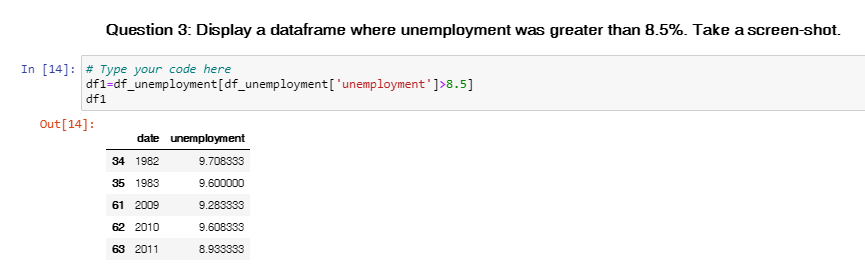 Question 3: Display a dataframe where unemployment was greater than 8.5%. Take a screen-shot.
In [14]: # Type your code here
df1=df_unemployment[df_unemployment['unemployment']>8.5]
df1
Out[14]:
date unemployment
34 1982 9.708333
35 1983 9.600000
61 2009 9.283333
62 2010 9.608333
63 2011 8.933333